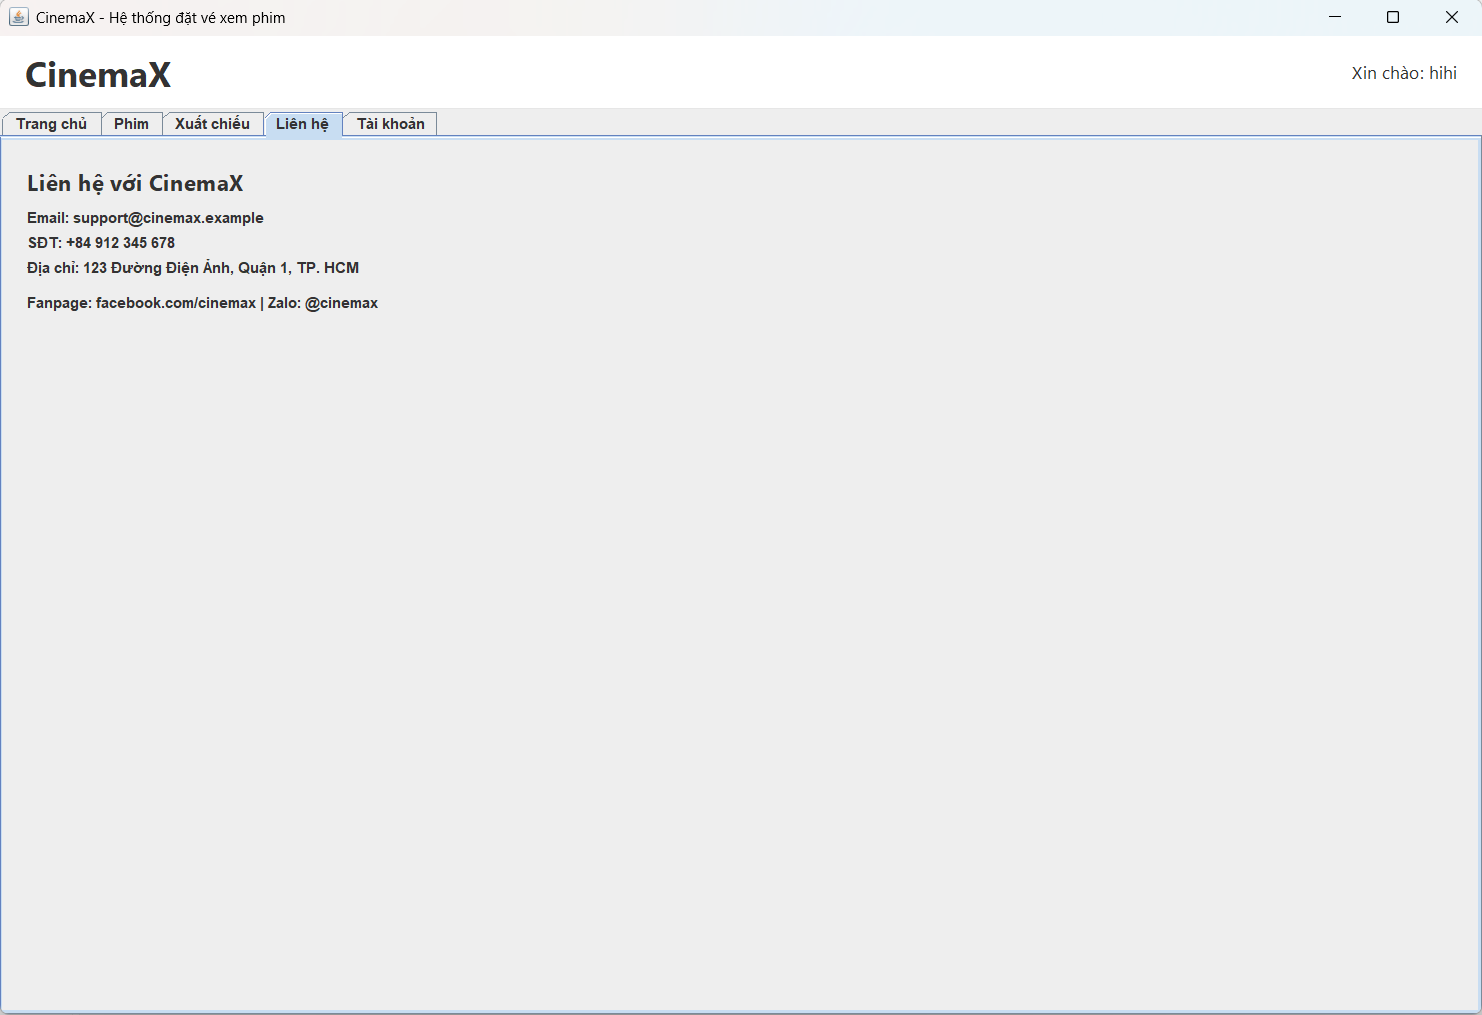 CinemaX - Hệ thống đặt vé xem phim
CinemaX
Xin chào: hihi
Trang chủ
Phim
Xuất chiếu
Liên hệ
Tài khoản
Liên hệ với CinemaX
Email: support@cinemax.example
SĐT: +84 912 345 678
Địa chỉ: 123 Đường Điện Ảnh, Quận 1, TP. HCM
Fanpage: facebook.com/cinemax | Zalo: @cinemax